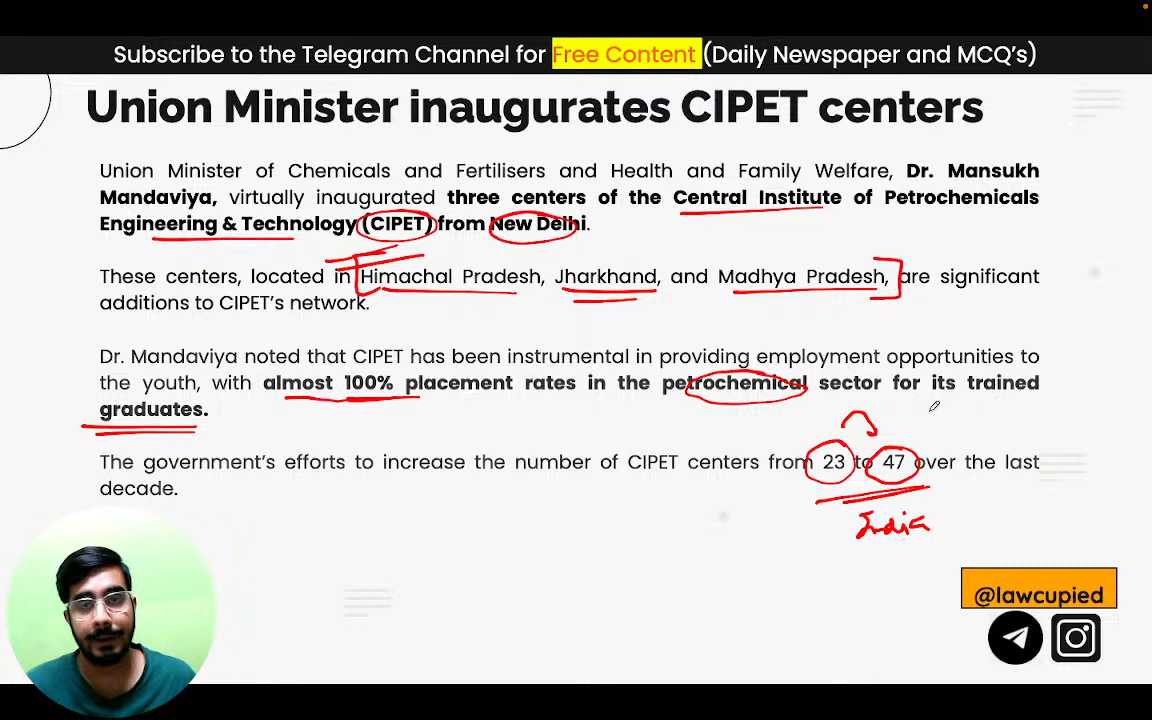 Subscribe to the Telegram Channel for Free Content (Daily Newspaper and MCQ's)
Union Minister inaugurates CIPET centers
Union Minister of Chemicals and Fertilisers and Health and Family Welfare, Dr. Mansukh
Mandaviya, virtually inaugurated three centers of the Central Institute of Petrochemicals
Engineering & Technology (CIPET) from New Delhi.
These centers, located in Himachal Pradesh, Jharkhand, and Madhya Pradesh, are significant
additions to CIPET's network.
Dr. Mandaviya noted that CIPET has been instrumental in providing employment opportunities to
the youth, with almost 100% placement rates in the petrochemical sector for its trained
graduates.
The government's efforts to increase the number of CIPET centers from 23 to 47 over the last
decade.
India
@lawcupied